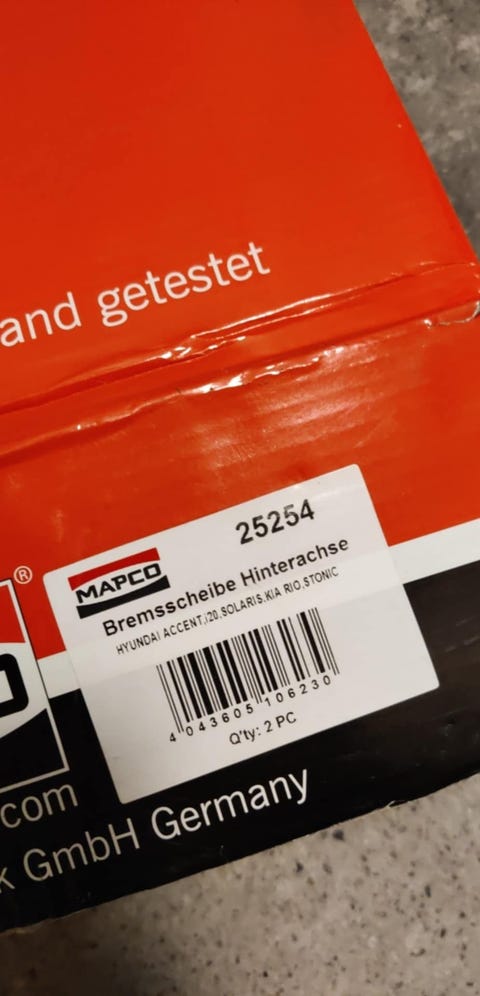 and getestet
25254
MAPCO
Bremsscheibe Hinterachse
HYUNDAI ACCENT,i20,SOLARIS,KIA RIO,STONIC
4 043605 106230
Q'ty: 2 PC
®
.com
k GmbH Germany